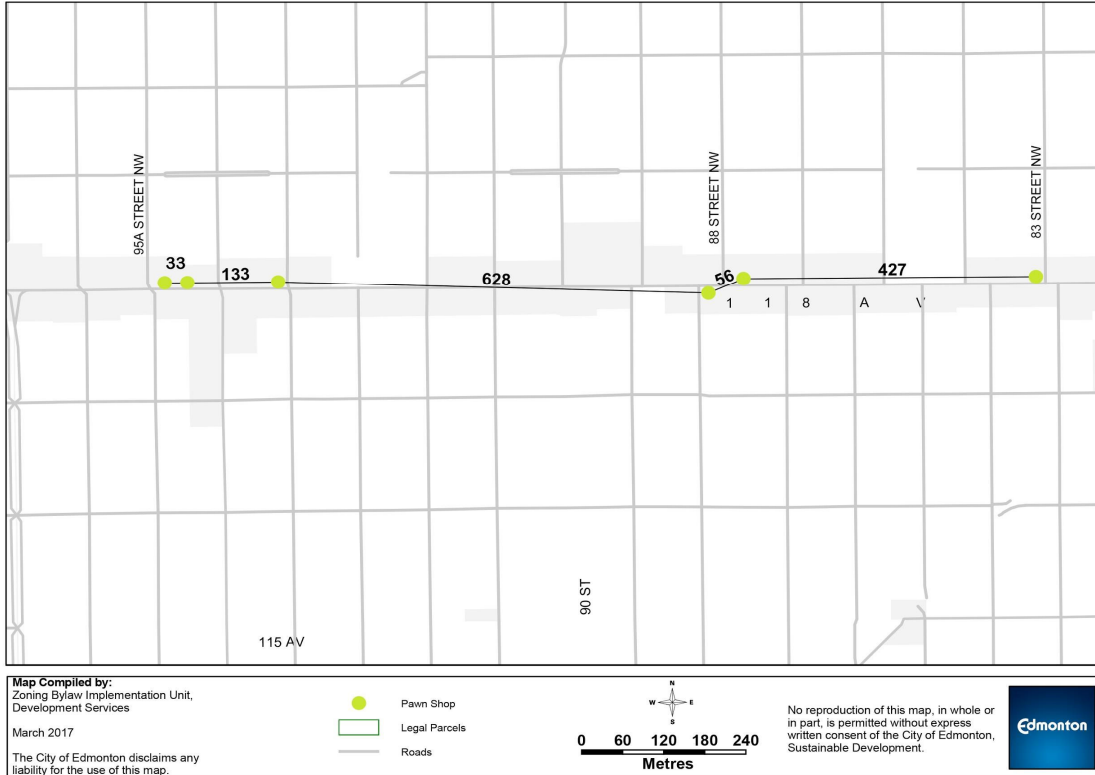 95A STREET NW
88 STREET NW
83 STREET NW
33
133
628
56
427
1 1 8 A V
90 ST
115 AV
Map Compiled by:
Zoning Bylaw Implementation Unit,
Development Services
March 2017
The City of Edmonton disclaims any
liability for the use of this map.
Pawn Shop
Legal Parcels
Roads
N
W E
S
0 60 120 180 240
Metres
No reproduction of this map, in whole or
in part, is permitted without express
written consent of the City of Edmonton,
Sustainable Development.
Edmonton